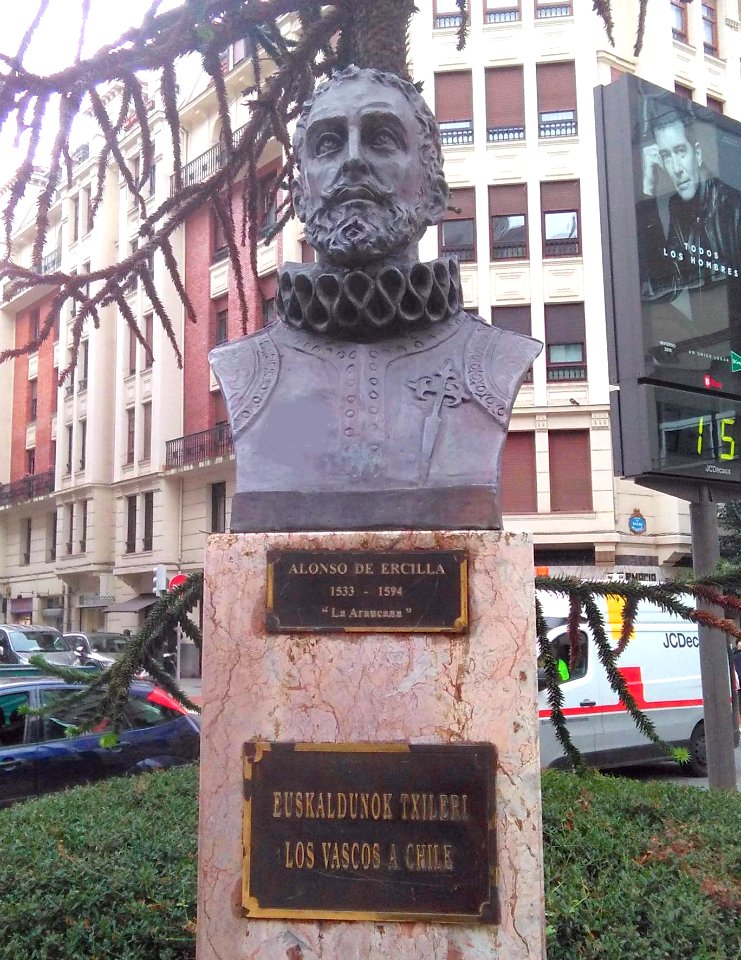 TODOS
LOS HOMBRES
15
JCDecaux
ALONSO DE ERCILLA
1533 - 1594
"La Araucana"
JCDec
EUSKALDUNOK TXILERI
LOS VASCOS A CHILE